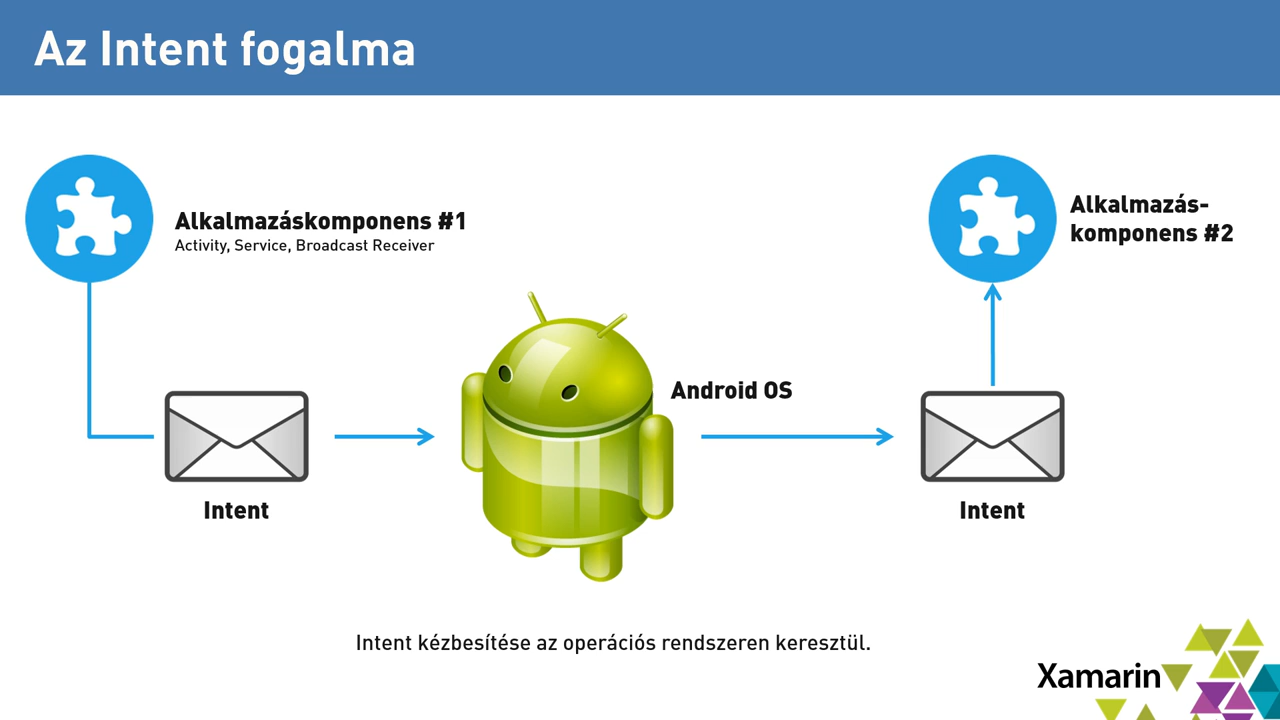 Az Intent fogalma
Alkalmazáskomponens #1
Activity, Service, Broadcast Receiver
Alkalmazás-
komponens #2
Android OS
Intent
Intent
Intent kézbesítése az operációs rendszeren keresztül.
Xamarin